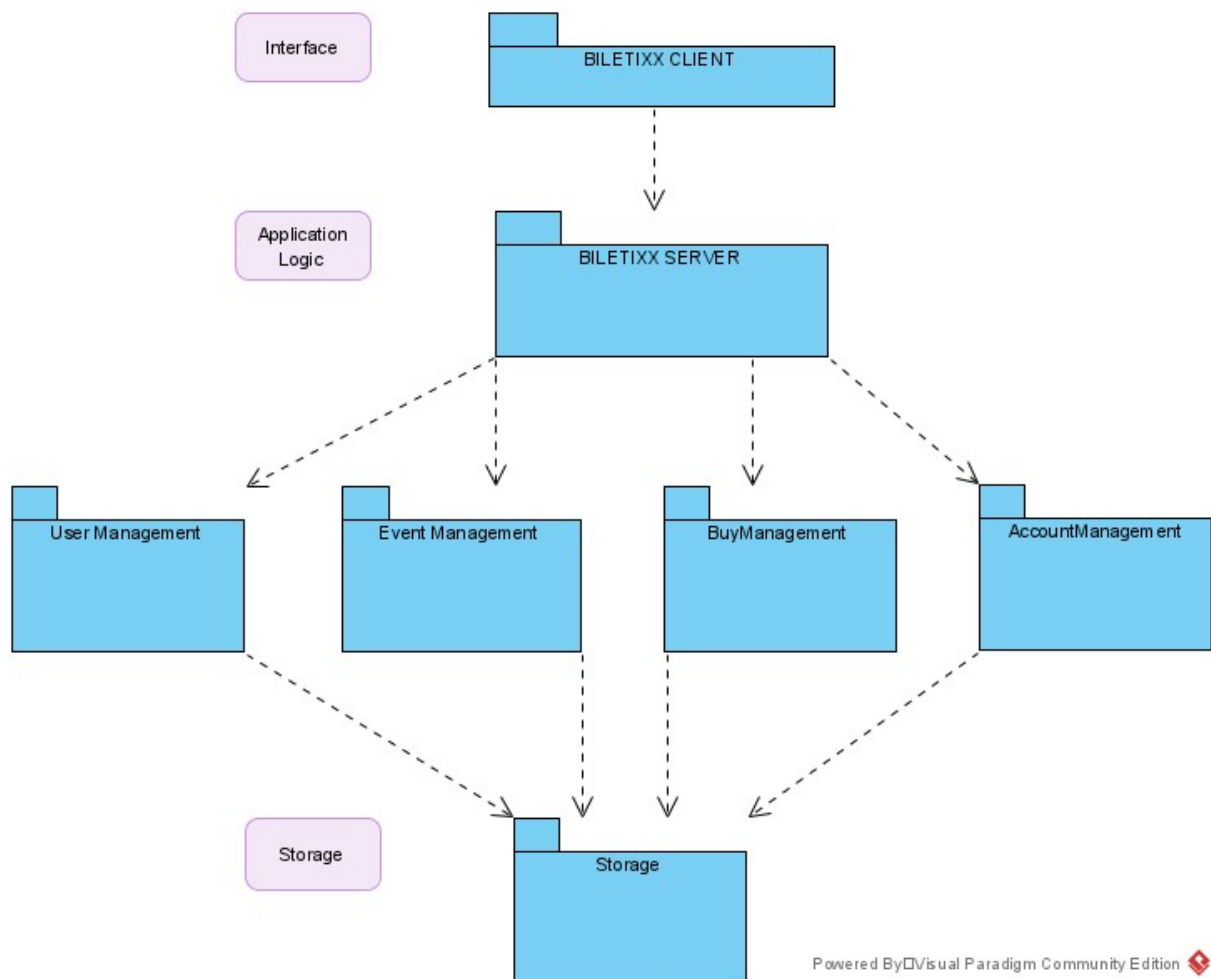 Interface
BILETIXX CLIENT
Application
Logic
BILETIXX SERVER
User Management
Event Management
BuyManagement
AccountManagement
Storage
Storage
Powered By□Visual Paradigm Community Edition